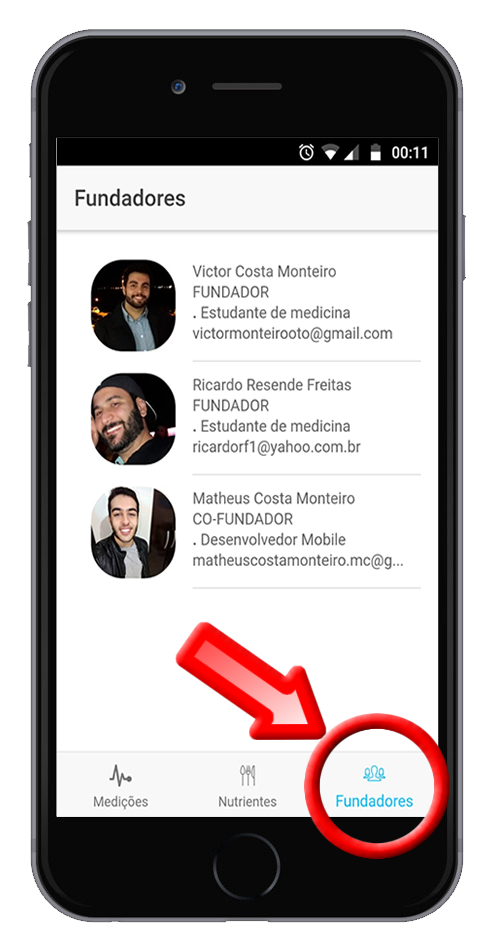 00:11
Fundadores
Victor Costa Monteiro
FUNDADOR
. Estudante de medicina
victormonteirooto@gmail.com
Ricardo Resende Freitas
FUNDADOR
. Estudante de medicina
ricardorf1@yahoo.com.br
Matheus Costa Monteiro
CO-FUNDADOR
. Desenvolvedor Mobile
matheuscostamonteiro.mc@g...
Medições
Nutrientes
Fundadores